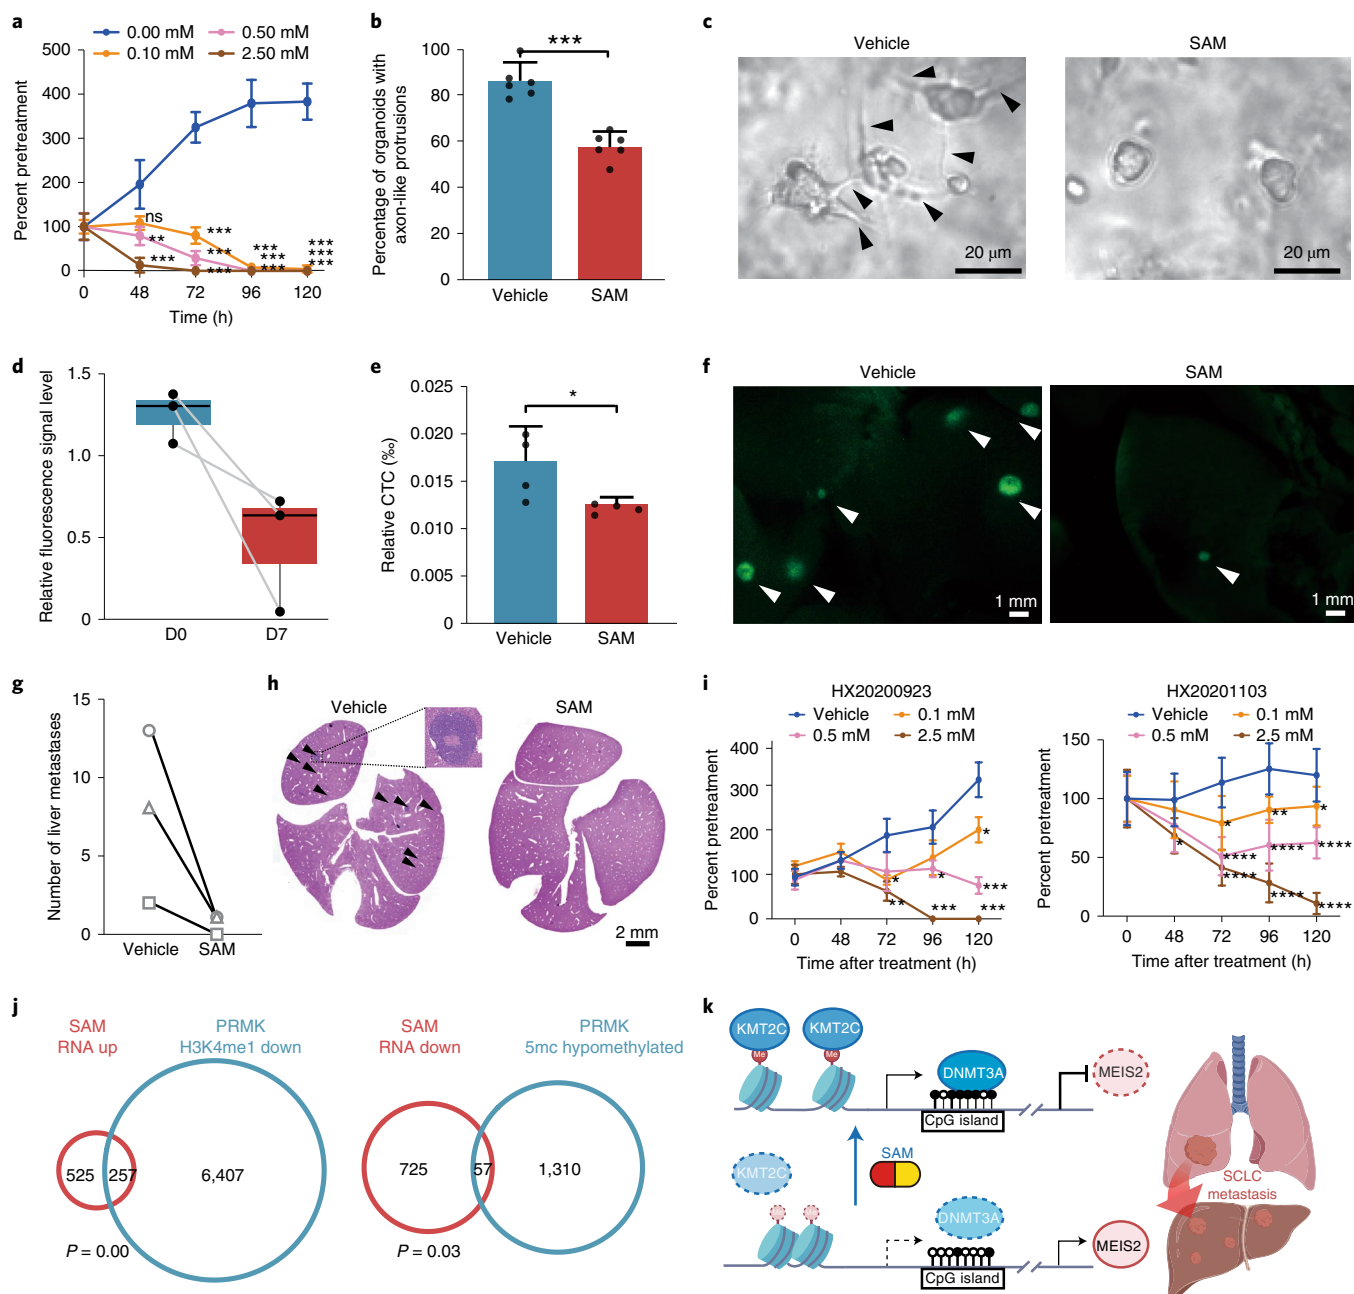 a
0.00 mM
0.50 mM
0.10 mM
2.50 mM
Percent pretreatment
500
400
300
200
100
0
ns
**
***
***
***
***
***
***
***
***
***
***
0
48
72
96
120
Time (h)
b
Percentage of organoids with
axon-like protrusions
100
80
60
40
20
0
***
Vehicle
SAM
c
Vehicle
SAM
20 μm
20 μm
d
Relative fluorescence signal level
1.5
1.0
0.5
0
D0
D7
e
Relative CTC (‰)
0.025
0.020
0.015
0.010
0.005
0
*
Vehicle
SAM
f
Vehicle
SAM
1 mm
1 mm
g
Number of liver metastases
15
10
5
0
Vehicle
SAM
h
Vehicle
SAM
2 mm
i
HX20200923
Vehicle
0.1 mM
0.5 mM
2.5 mM
Percent pretreatment
400
300
200
100
0
*
**
*
***
*
***
***
0
48
72
96
120
Time after treatment (h)
HX20201103
Vehicle
0.1 mM
0.5 mM
2.5 mM
Percent pretreatment
150
100
50
0
*
*
****
****
**
****
****
*
****
****
0
48
72
96
120
Time after treatment (h)
j
SAM
RNA up
PRMK
H3K4me1 down
525
257
6,407
P = 0.00
SAM
RNA down
PRMK
5mc hypomethylated
725
57
1,310
P = 0.03
k
KMT2C
KMT2C
Me
Me
DNMT3A
CpG island
MEIS2
SAM
KMT2C
DNMT3A
CpG island
MEIS2
SCLC
metastasis